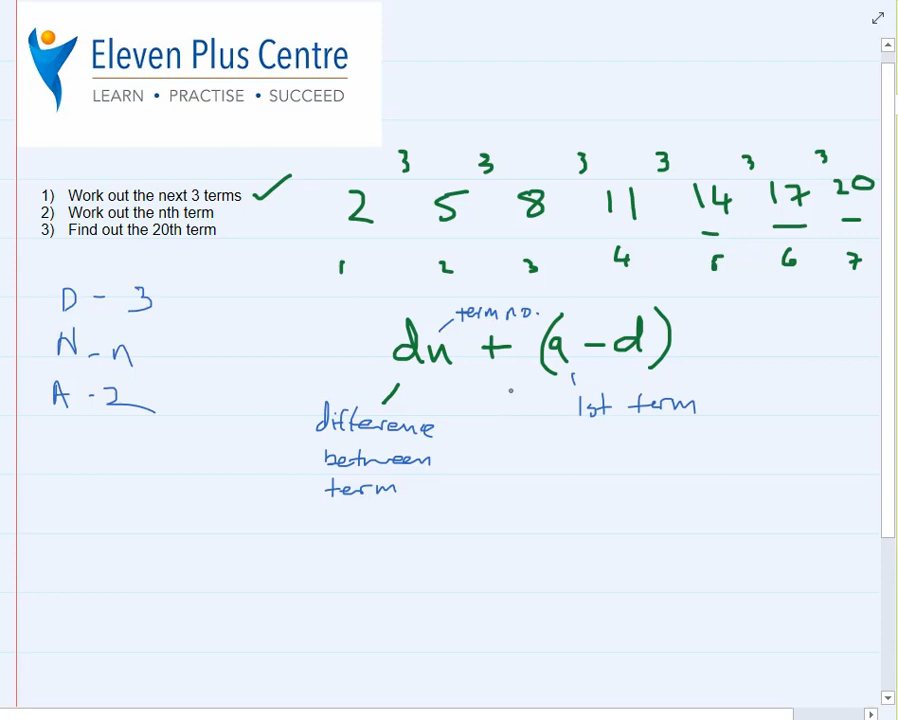 Eleven Plus Centre
LEARN • PRACTISE • SUCCEED
3 3 3 3 3 3
1) Work out the next 3 terms
2) Work out the nth term
3) Find out the 20th term
2 5 8 11 14 17 20
1 2 3 4 5 6 7
D - 3
N - n
A - 2
term no.
dn + (a - d)
1st term
difference
between
term